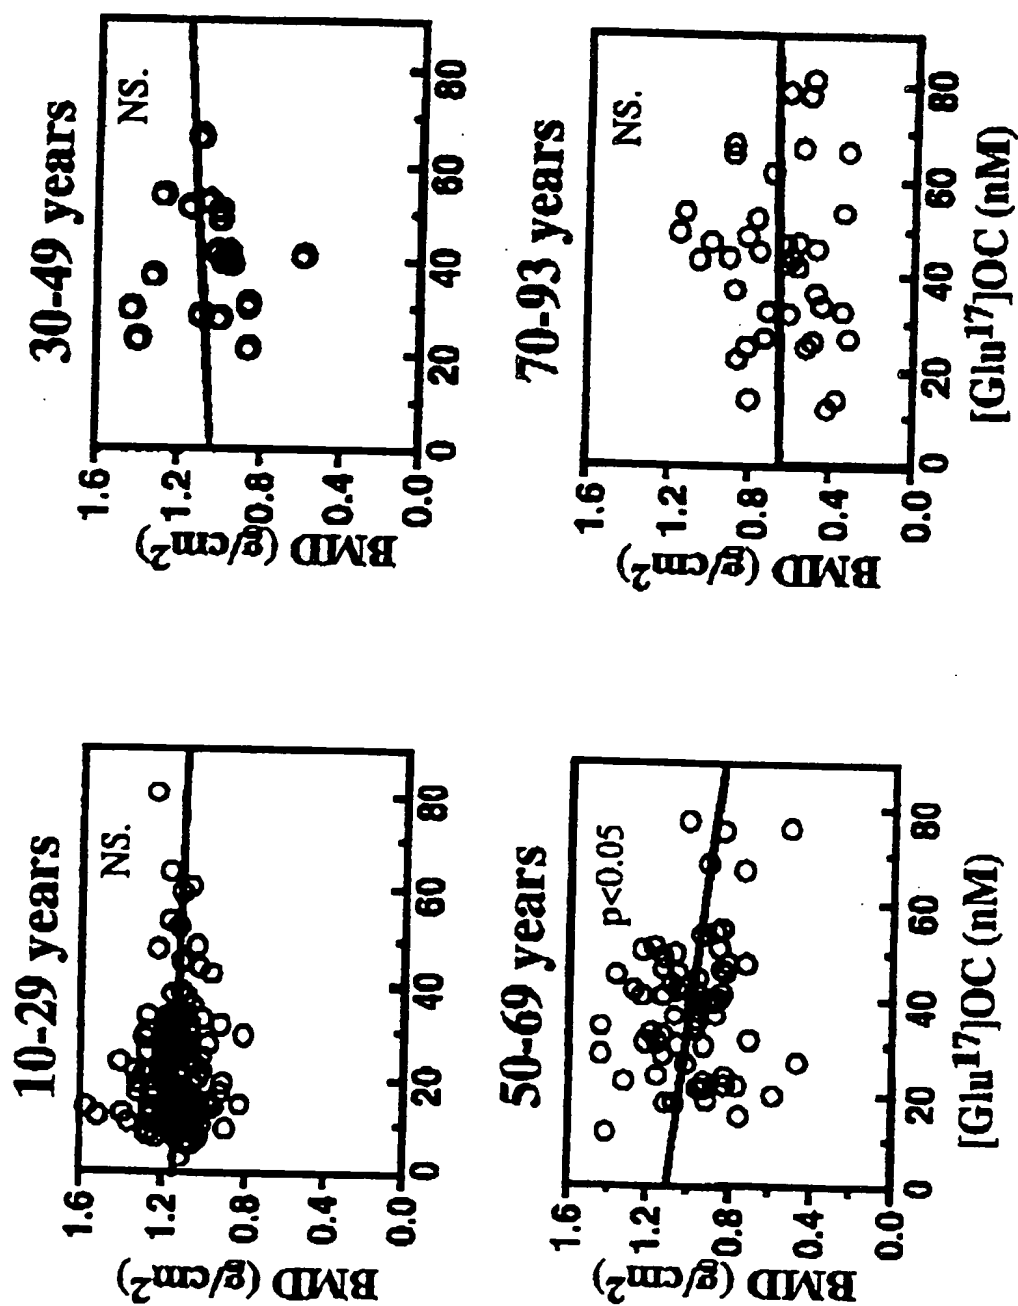 10-29 years
NS.
BMD (g/cm²)
1.6
1.2
0.8
0.4
0.0
0 20 40 60 80
30-49 years
NS.
BMD (g/cm²)
1.6
1.2
0.8
0.4
0.0
0 20 40 60 80
50-69 years
p<0.05
BMD (g/cm²)
1.6
1.2
0.8
0.4
0.0
0 20 40 60 80
[Glu¹⁷]OC (nM)
70-93 years
NS.
BMD (g/cm²)
1.6
1.2
0.8
0.4
0.0
0 20 40 60 80
[Glu¹⁷]OC (nM)